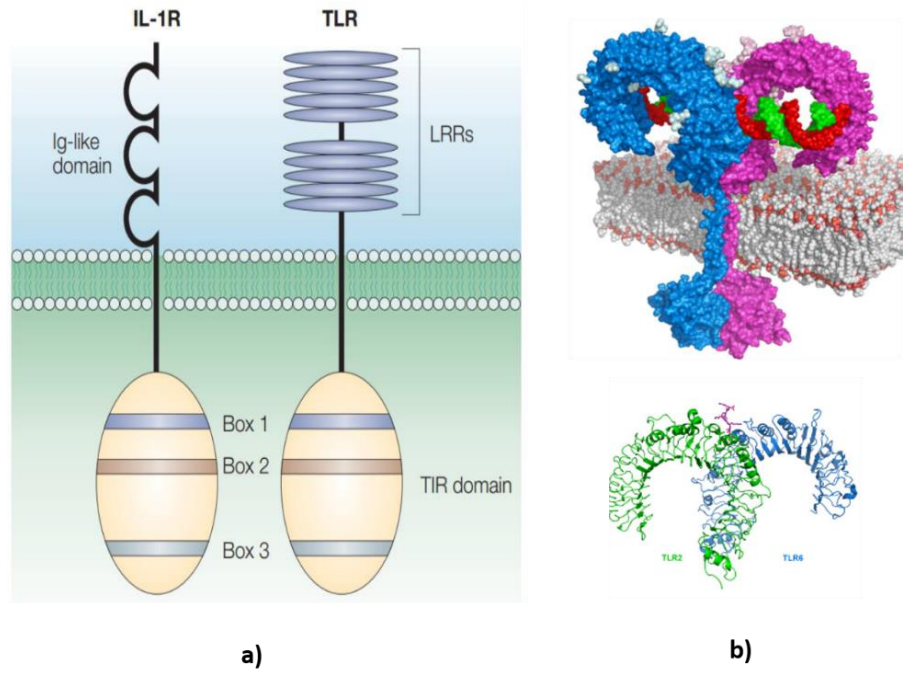 IL-1R
TLR
Ig-like
domain
LRRs
Box 1
Box 2
TIR domain
Box 3
TLR2
TLR6
a)
b)